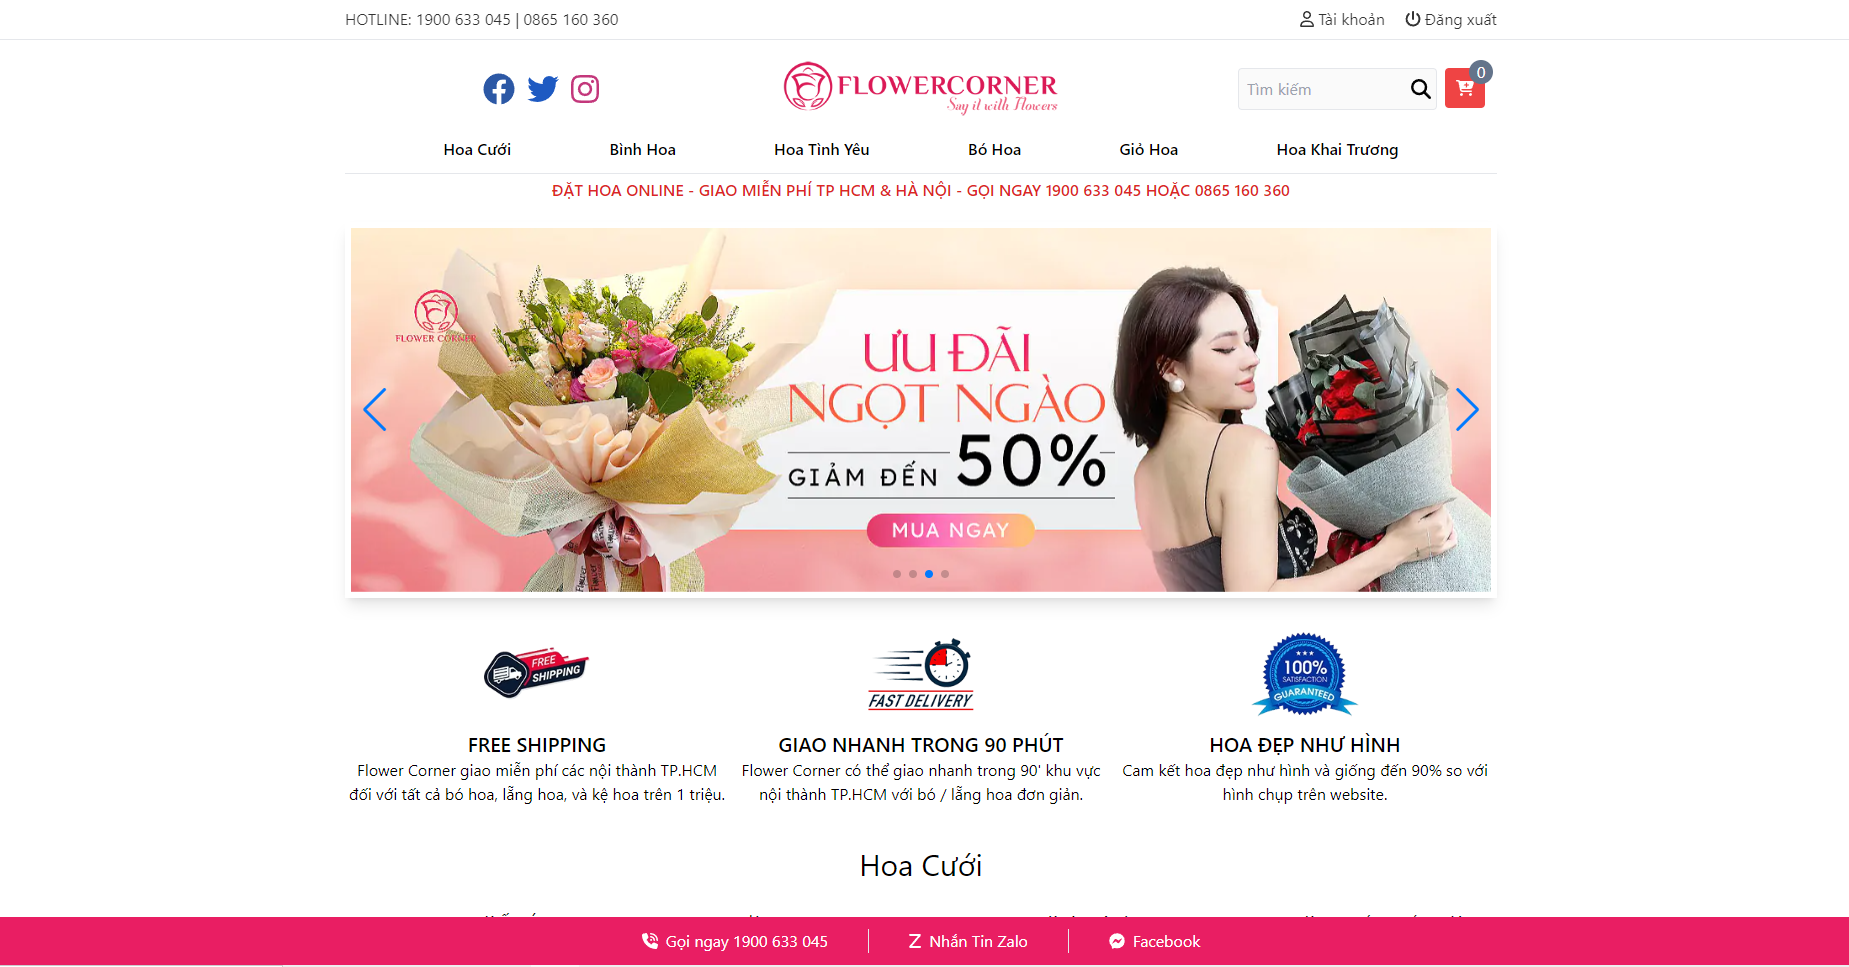 HOTLINE: 1900 633 045 | 0865 160 360
Tài khoản
Đăng xuất
FLOWERCORNER
Say it with Flowers
Tìm kiếm
0
Hoa Cưới
Bình Hoa
Hoa Tình Yêu
Bó Hoa
Giỏ Hoa
Hoa Khai Trương
ĐẶT HOA ONLINE - GIAO MIỄN PHÍ TP HCM & HÀ NỘI - GỌI NGAY 1900 633 045 HOẶC 0865 160 360
FLOWER CORNER
ƯU ĐÃI
NGỌT NGÀO
GIẢM ĐẾN 50%
MUA NGAY
FREE
SHIPPING
FAST DELIVERY
100%
SATISFACTION
GUARANTEED
FREE SHIPPING
Flower Corner giao miễn phí các nội thành TP.HCM
đối với tất cả bó hoa, lẵng hoa, và kệ hoa trên 1 triệu.
GIAO NHANH TRONG 90 PHÚT
Flower Corner có thể giao nhanh trong 90' khu vực
nội thành TP.HCM với bó / lẵng hoa đơn giản.
HOA ĐẸP NHƯ HÌNH
Cam kết hoa đẹp như hình và giống đến 90% so với
hình chụp trên website.
Hoa Cưới
Gọi ngay 1900 633 045
Z Nhắn Tin Zalo
Facebook